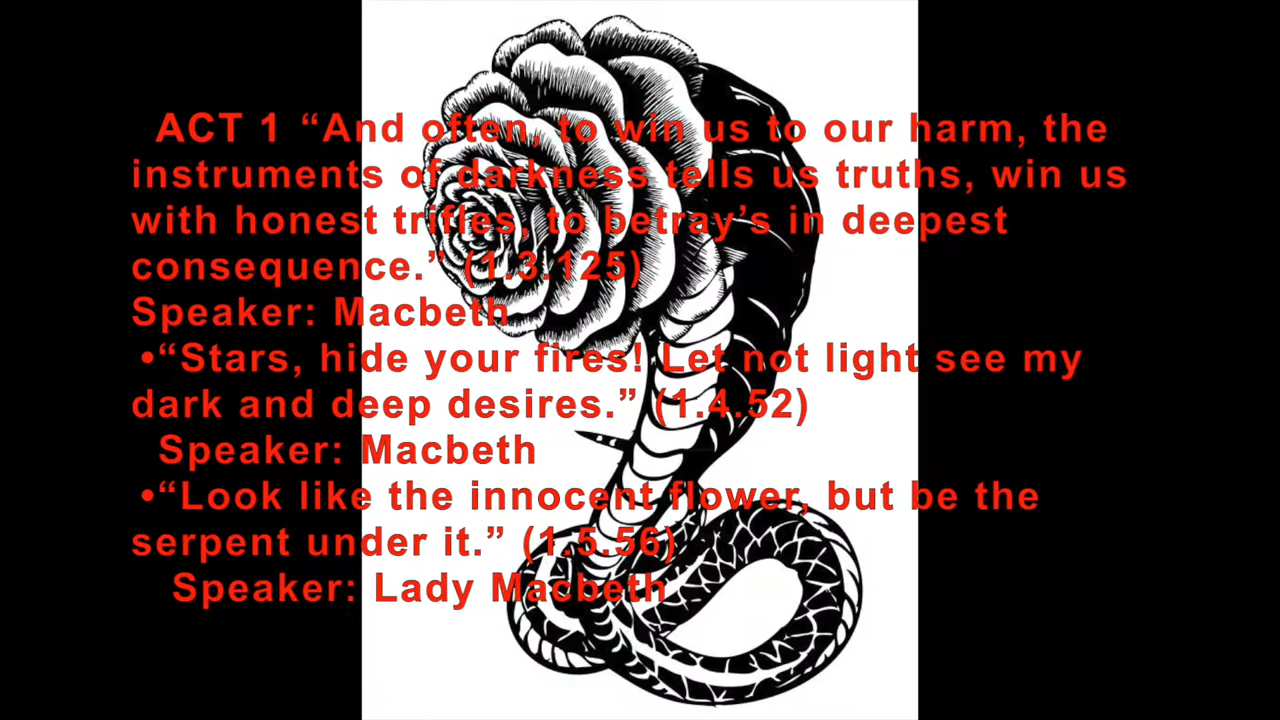 ACT 1 “And often, to win us to our harm, the
instruments of darkness tells us truths, win us
with honest trifles, to betray’s in deepest
consequence.” (1.3.125)
Speaker: Macbeth
•“Stars, hide your fires! Let not light see my
dark and deep desires.” (1.4.52)
Speaker: Macbeth
•“Look like the innocent flower, but be the
serpent under it.” (1.5.56)
Speaker: Lady Macbeth